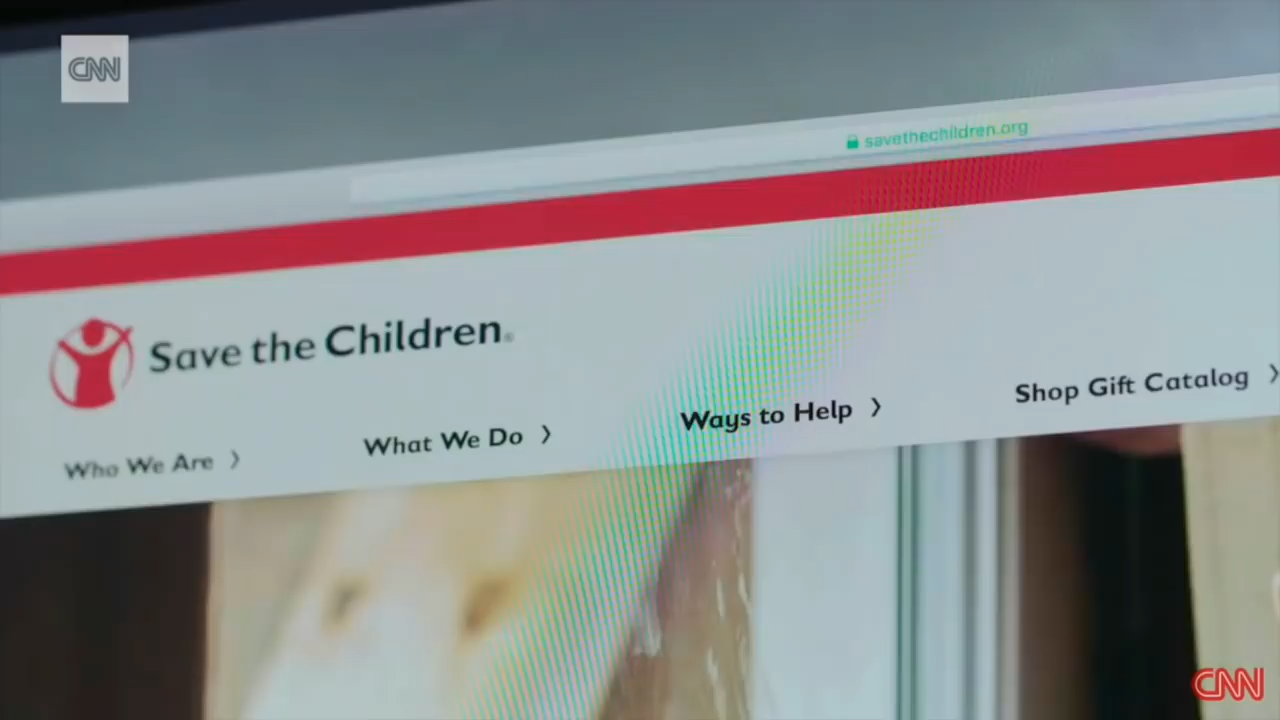 CNN
savethechildren.org
Save the Children®
Who We Are >
What We Do >
Ways to Help >
Shop Gift Catalog >
CNN